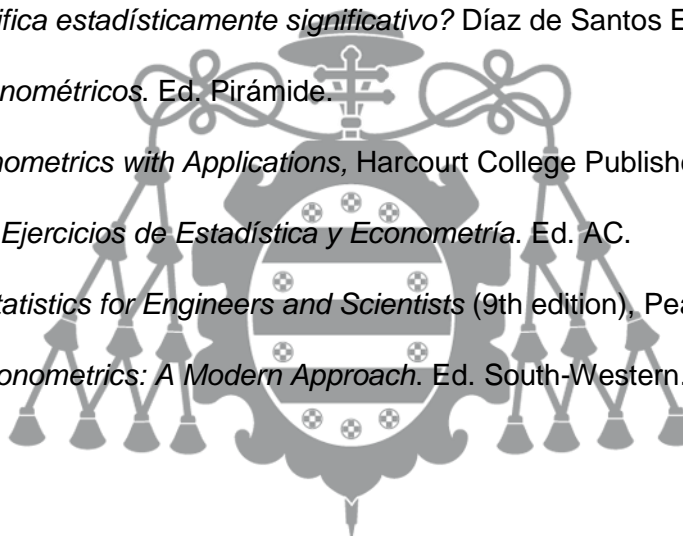 ifica estadísticamente significativo? Díaz de Santos E
nométricos. Ed. Pirámide.
nometrics with Applications, Harcourt College Publishe
Ejercicios de Estadística y Econometría. Ed. AC.
tatistics for Engineers and Scientists (9th edition), Pea
onometrics: A Modern Approach. Ed. South-Western.